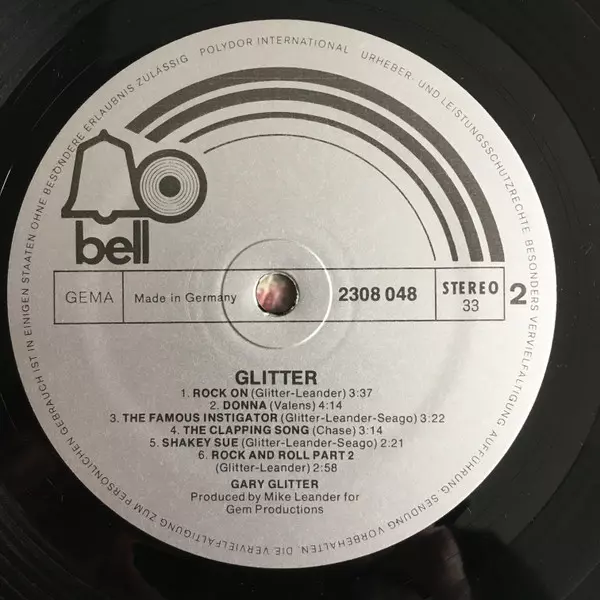 POLYDOR INTERNATIONAL · URHEBER- UND LEISTUNGSSCHUTZRECHTE, BESONDERS VERVIELFÄLTIGUNG, AUFFÜHRUNG, SENDUNG VORBEHALTEN. DIE VERVIELFÄLTIGUNG ZUM PERSÖNLICHEN GEBRAUCH IST IN EINIGEN STAATEN OHNE BESONDERE ERLAUBNIS ZULÄSSIG
bell
GEMA
Made in Germany
2308 048
STEREO
33
2
GLITTER
1. ROCK ON (Glitter-Leander) 3:37
2. DONNA (Valens) 4:14
3. THE FAMOUS INSTIGATOR (Glitter-Leander-Seago) 3:22
4. THE CLAPPING SONG (Chase) 3:14
5. SHAKEY SUE (Glitter-Leander-Seago) 2:21
6. ROCK AND ROLL PART 2
(Glitter-Leander) 2:58
GARY GLITTER
Produced by Mike Leander for
Gem Productions